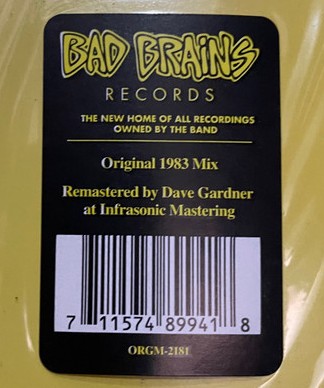 BAD BRAINS
RECORDS
THE NEW HOME OF ALL RECORDINGS
OWNED BY THE BAND
Original 1983 Mix
Remastered by Dave Gardner
at Infrasonic Mastering
7 11574 89941 8
ORGM-2181